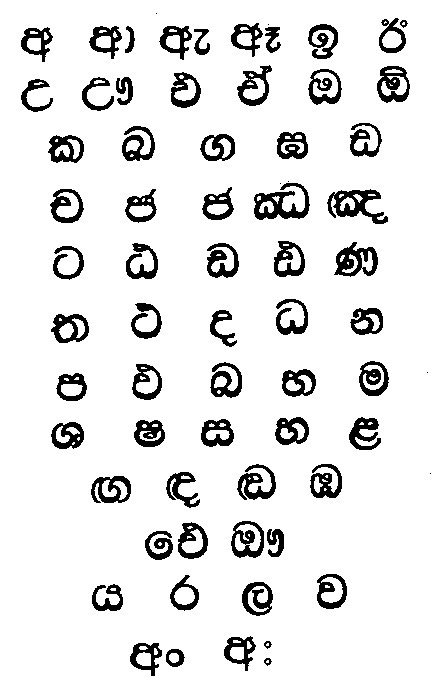 අ ආ ඇ ඈ ඉ ඊ
උ ඌ එ ඒ ඔ ඕ
ක ඛ ග ඝ ඞ
ච ඡ ජ ඣ ඤ
ට ඨ ඩ ඪ ණ
ත ථ ද ධ න
ප ඵ බ භ ම
ශ ෂ ස හ ළ
ඟ ඳ ඬ ඹ
ඓ ඖ
ය ර ල ව
අං අඃ